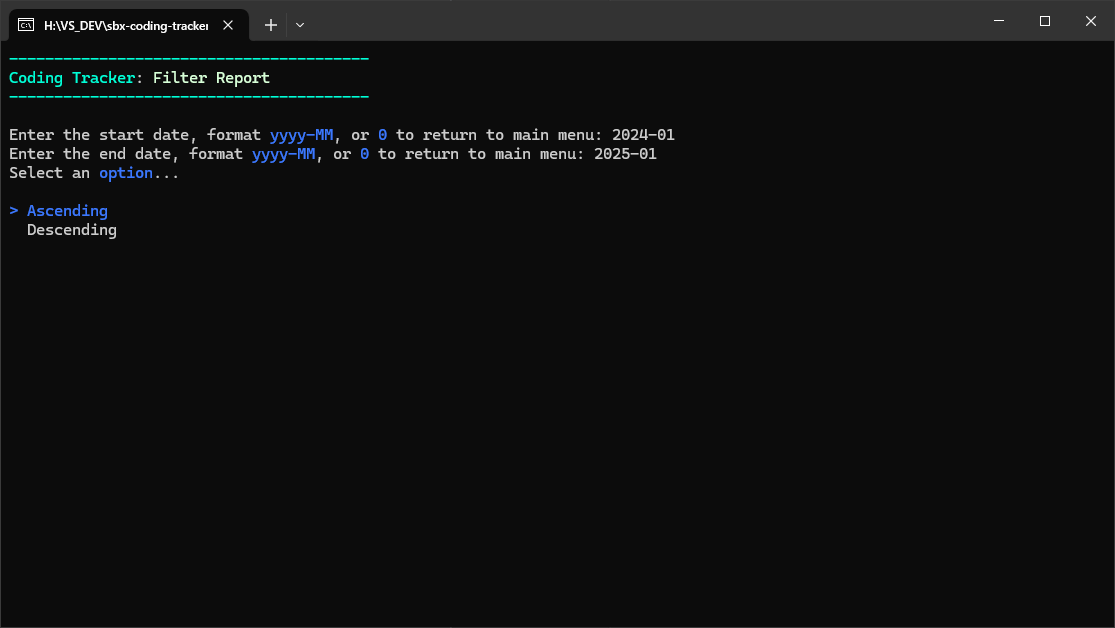 H:\VS_DEV\sbx-coding-tracker
Coding Tracker: Filter Report
Enter the start date, format yyyy-MM, or 0 to return to main menu: 2024-01
Enter the end date, format yyyy-MM, or 0 to return to main menu: 2025-01
Select an option...
> Ascending
Descending